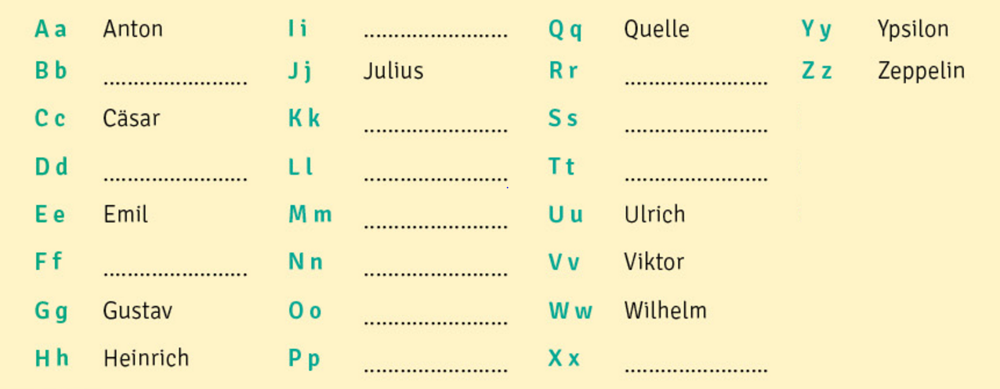 A a Anton
B b ........................
C c Cäsar
D d ........................
E e Emil
F f ........................
G g Gustav
H h Heinrich
I i ........................
J j Julius
K k ........................
L l ........................
M m ........................
N n ........................
O o ........................
P p ........................
Q q Quelle
R r ........................
S s ........................
T t ........................
U u Ulrich
V v Viktor
W w Wilhelm
X x ........................
Y y Ypsilon
Z z Zeppelin